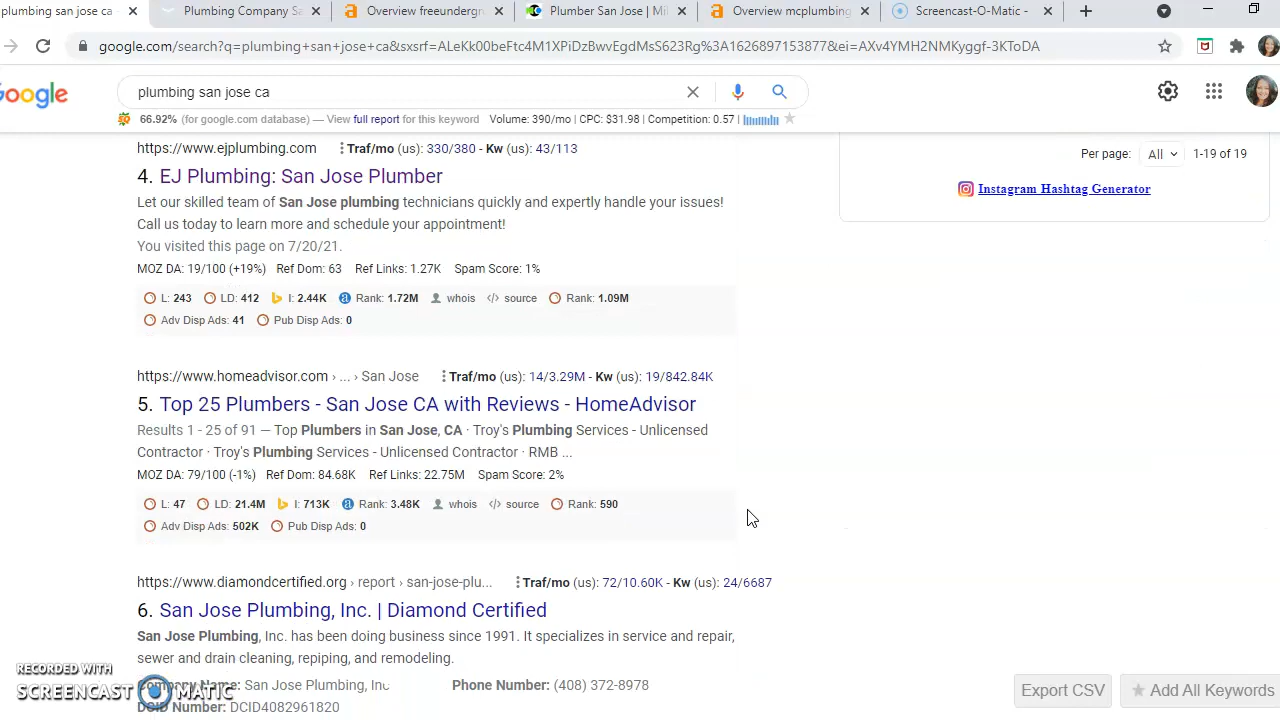 plumbing san jose ca
Plumbing Company Sa
Overview freeundergr
Plumber San Jose | Mi
Overview mcplumbing
Screencast-O-Matic -
google.com/search?q=plumbing+san+jose+ca&sxsrf=ALeKk00beFtc4M1XPiDzBwvEgdMsS623Rg%3A1626897153877&ei=AXv4YMH2NMKyggf-3KToDA
oogle
plumbing san jose ca
66.92% (for google.com database) — View full report for this keyword Volume: 390/mo | CPC: $31.98 | Competition: 0.57 |
https://www.ejplumbing.com Traf/mo (us): 330/380 - Kw (us): 43/113
4. EJ Plumbing: San Jose Plumber
Let our skilled team of San Jose plumbing technicians quickly and expertly handle your issues!
Call us today to learn more and schedule your appointment!
You visited this page on 7/20/21.
MOZ DA: 19/100 (+19%) Ref Dom: 63 Ref Links: 1.27K Spam Score: 1%
L: 243 LD: 412 I: 2.44K Rank: 1.72M whois source Rank: 1.09M
Adv Disp Ads: 41 Pub Disp Ads: 0
https://www.homeadvisor.com › ... › San Jose Traf/mo (us): 14/3.29M - Kw (us): 19/842.84K
5. Top 25 Plumbers - San Jose CA with Reviews - HomeAdvisor
Results 1 - 25 of 91 — Top Plumbers in San Jose, CA · Troy's Plumbing Services - Unlicensed
Contractor · Troy's Plumbing Services - Unlicensed Contractor · RMB ...
MOZ DA: 79/100 (-1%) Ref Dom: 84.68K Ref Links: 22.75M Spam Score: 2%
L: 47 LD: 21.4M I: 713K Rank: 3.48K whois source Rank: 590
Adv Disp Ads: 502K Pub Disp Ads: 0
https://www.diamondcertified.org › report › san-jose-plu... Traf/mo (us): 72/10.60K - Kw (us): 24/6687
6. San Jose Plumbing, Inc. | Diamond Certified
San Jose Plumbing, Inc. has been doing business since 1991. It specializes in service and repair,
sewer and drain cleaning, repiping, and remodeling.
Company Name: San Jose Plumbing, Inc Phone Number: (408) 372-8978
DCID Number: DCID4082961820
Per page: All 1-19 of 19
Instagram Hashtag Generator
Export CSV
Add All Keywords
RECORDED WITH
SCREENCAST MATIC